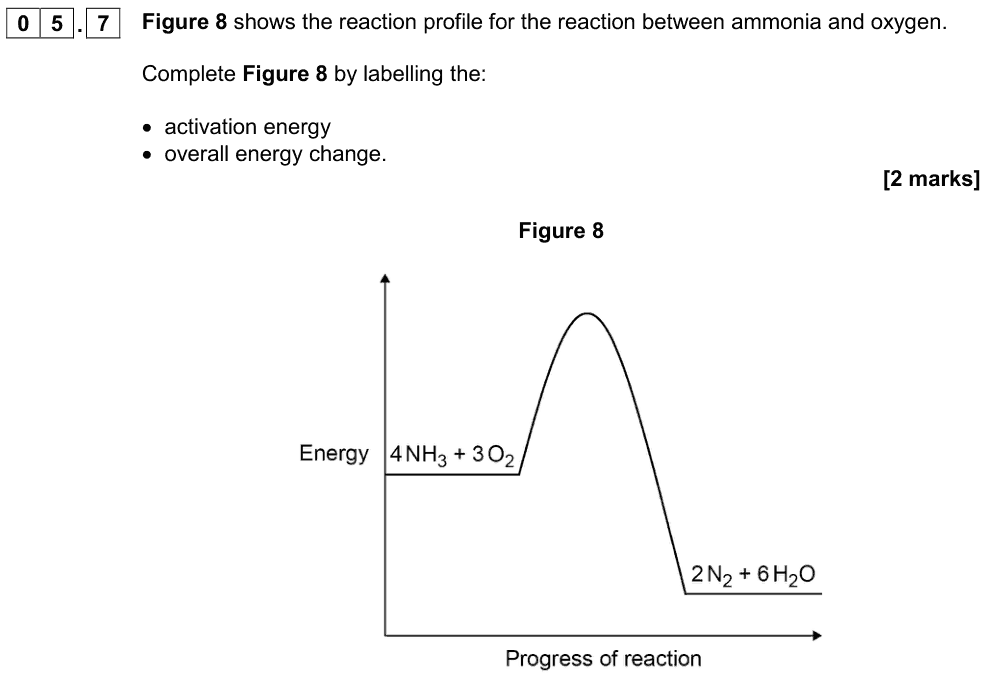 0 5 . 7 Figure 8 shows the reaction profile for the reaction between ammonia and oxygen.
Complete Figure 8 by labelling the:
• activation energy
• overall energy change.
[2 marks]
Figure 8
Energy
4NH₃ + 3O₂
2N₂ + 6H₂O
Progress of reaction